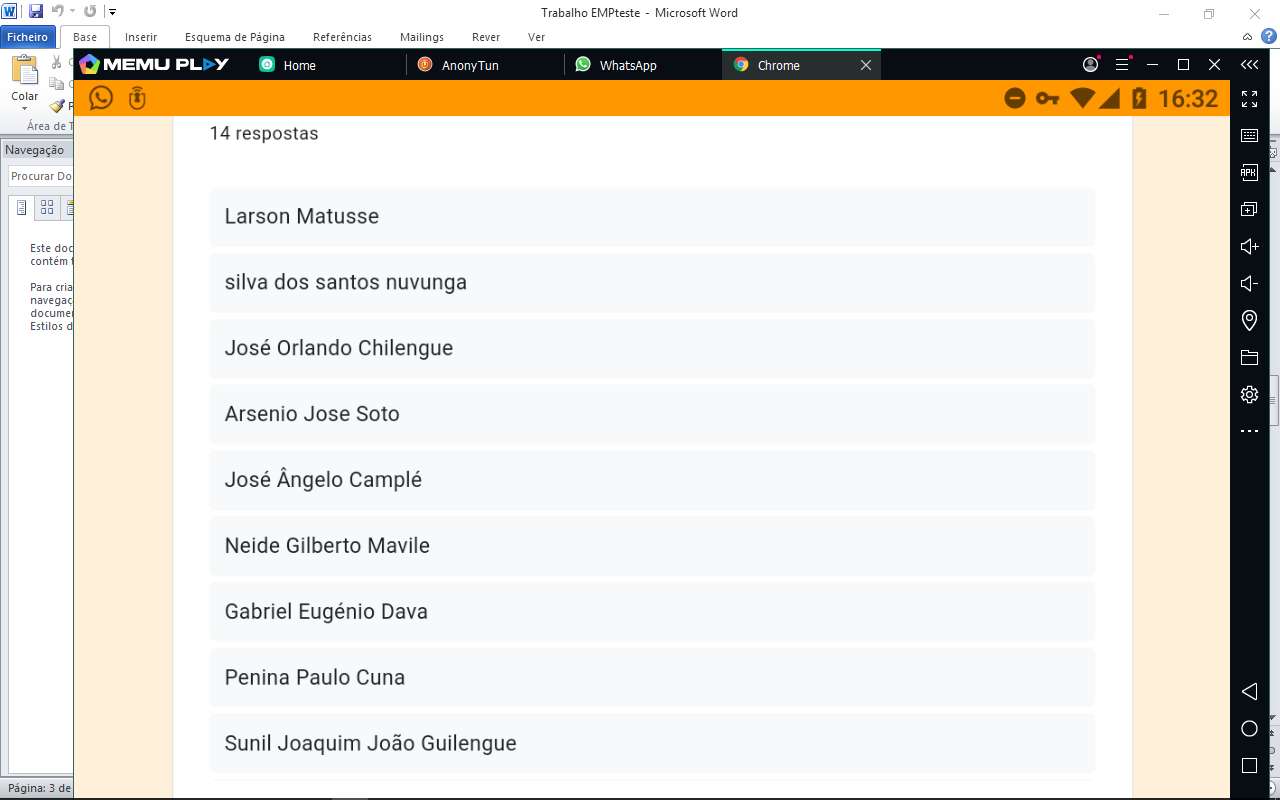 Trabalho EMPteste - Microsoft Word
Ficheiro Base Inserir Esquema de Página Referências Mailings Rever Ver
MEMU PLAY Home AnonyTun WhatsApp Chrome
Colar
16:32
Área de T
14 respostas
Navegação
Procurar Do
APK
Larson Matusse
silva dos santos nuvunga
Este doc
contém
Para cria
navegaç
documen
Estilos d
José Orlando Chilengue
Arsenio Jose Soto
José Ângelo Camplé
Neide Gilberto Mavile
Gabriel Eugénio Dava
Penina Paulo Cuna
Sunil Joaquim João Guilengue
Página: 3 de